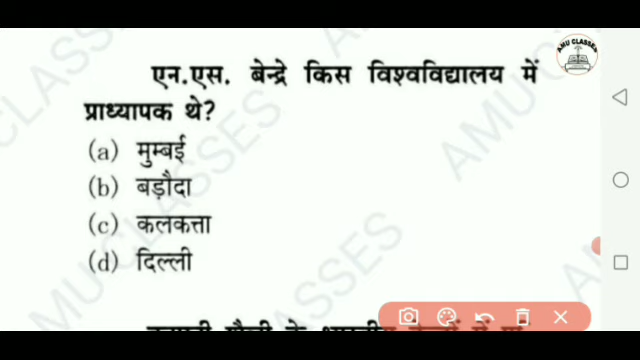 AMU CLASSES
एन.एस. बेन्द्रे किस विश्वविद्यालय में
प्राध्यापक थे?
(a) मुम्बई
(b) बड़ौदा
(c) कलकत्ता
(d) दिल्ली